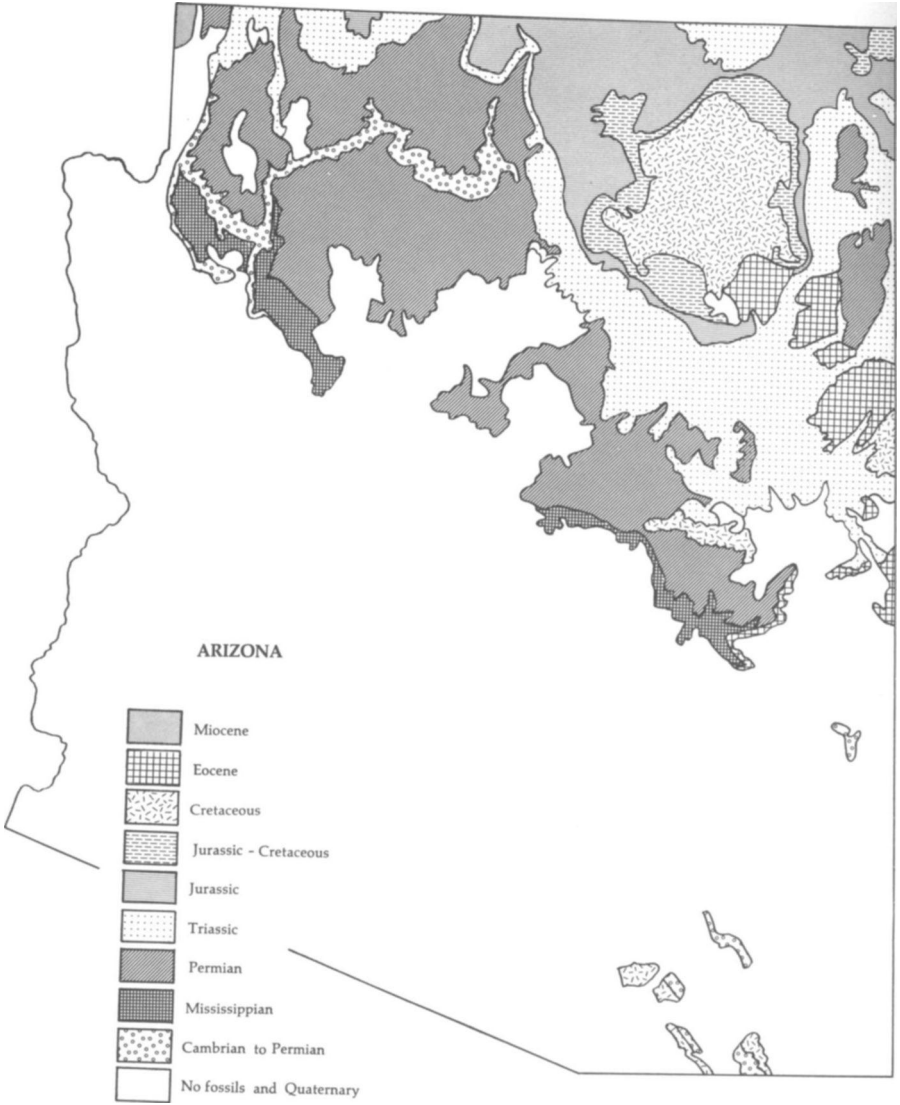 ARIZONA
Miocene
Eocene
Cretaceous
Jurassic - Cretaceous
Jurassic
Triassic
Permian
Mississippian
Cambrian to Permian
No fossils and Quaternary